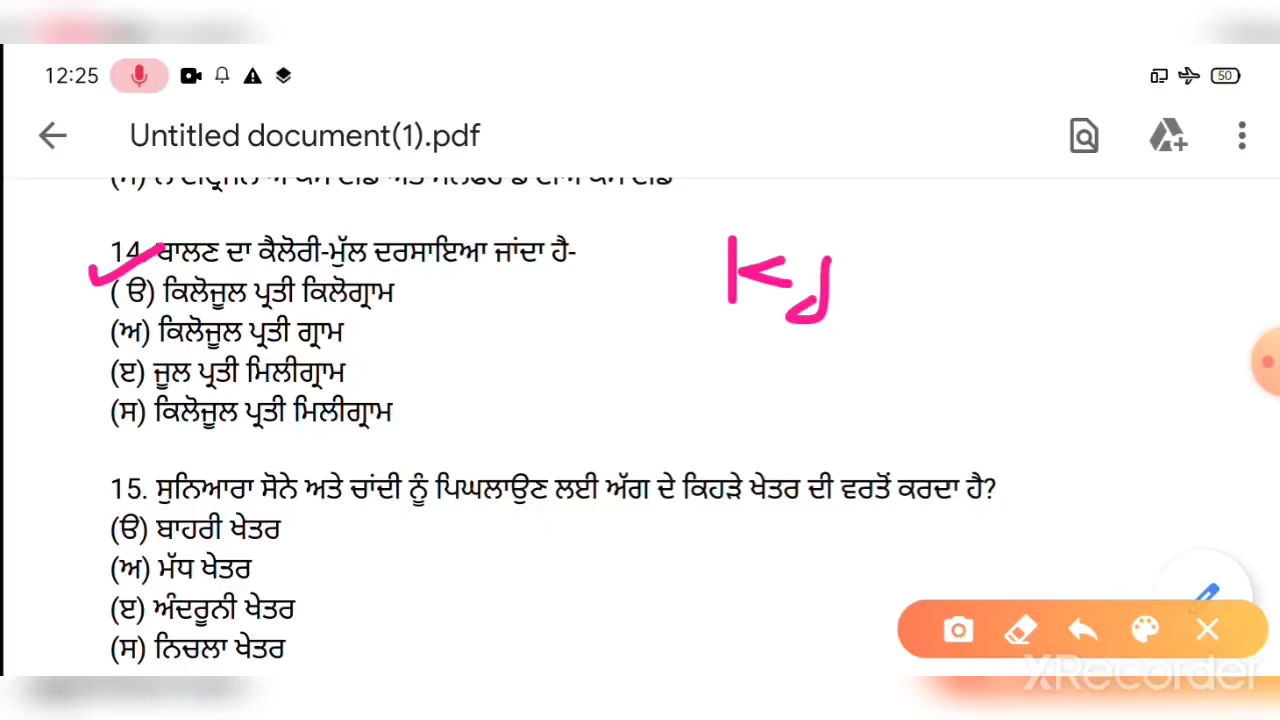 12:25
50
Untitled document(1).pdf
14. ਬਾਲਣ ਦਾ ਕੈਲੋਰੀ-ਮੁੱਲ ਦਰਸਾਇਆ ਜਾਂਦਾ ਹੈ-
KJ
( ੳ) ਕਿਲੋਜੂਲ ਪ੍ਰਤੀ ਕਿਲੋਗ੍ਰਾਮ
(ਅ) ਕਿਲੋਜੂਲ ਪ੍ਰਤੀ ਗ੍ਰਾਮ
(ੲ) ਜੂਲ ਪ੍ਰਤੀ ਮਿਲੀਗ੍ਰਾਮ
(ਸ) ਕਿਲੋਜੂਲ ਪ੍ਰਤੀ ਮਿਲੀਗ੍ਰਾਮ
15. ਸੁਨਿਆਰਾ ਸੋਨੇ ਅਤੇ ਚਾਂਦੀ ਨੂੰ ਪਿਘਲਾਉਣ ਲਈ ਅੱਗ ਦੇ ਕਿਹੜੇ ਖੇਤਰ ਦੀ ਵਰਤੋਂ ਕਰਦਾ ਹੈ?
(ੳ) ਬਾਹਰੀ ਖੇਤਰ
(ਅ) ਮੱਧ ਖੇਤਰ
(ੲ) ਅੰਦਰੂਨੀ ਖੇਤਰ
(ਸ) ਨਿਚਲਾ ਖੇਤਰ
XRecorder